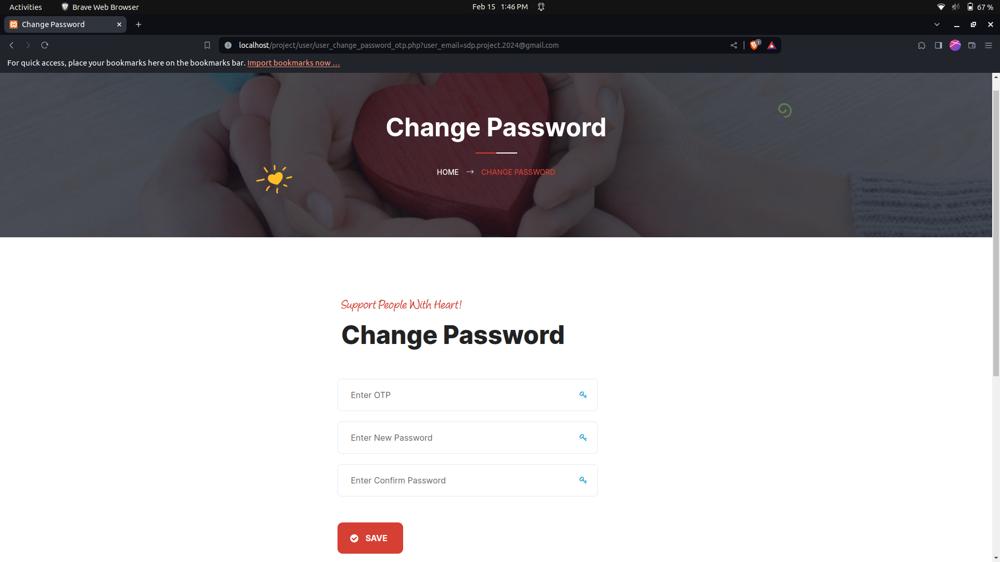 Activities
Brave Web Browser
Feb 15 1:46 PM
67 %
Change Password
localhost/project/user/user_change_password_otp.php?user_email=sdp.project.2024@gmail.com
1
For quick access, place your bookmarks here on the bookmarks bar. Import bookmarks now ...
Change Password
HOME → CHANGE PASSWORD
Support People With Heart!
Change Password
Enter OTP
Enter New Password
Enter Confirm Password
SAVE